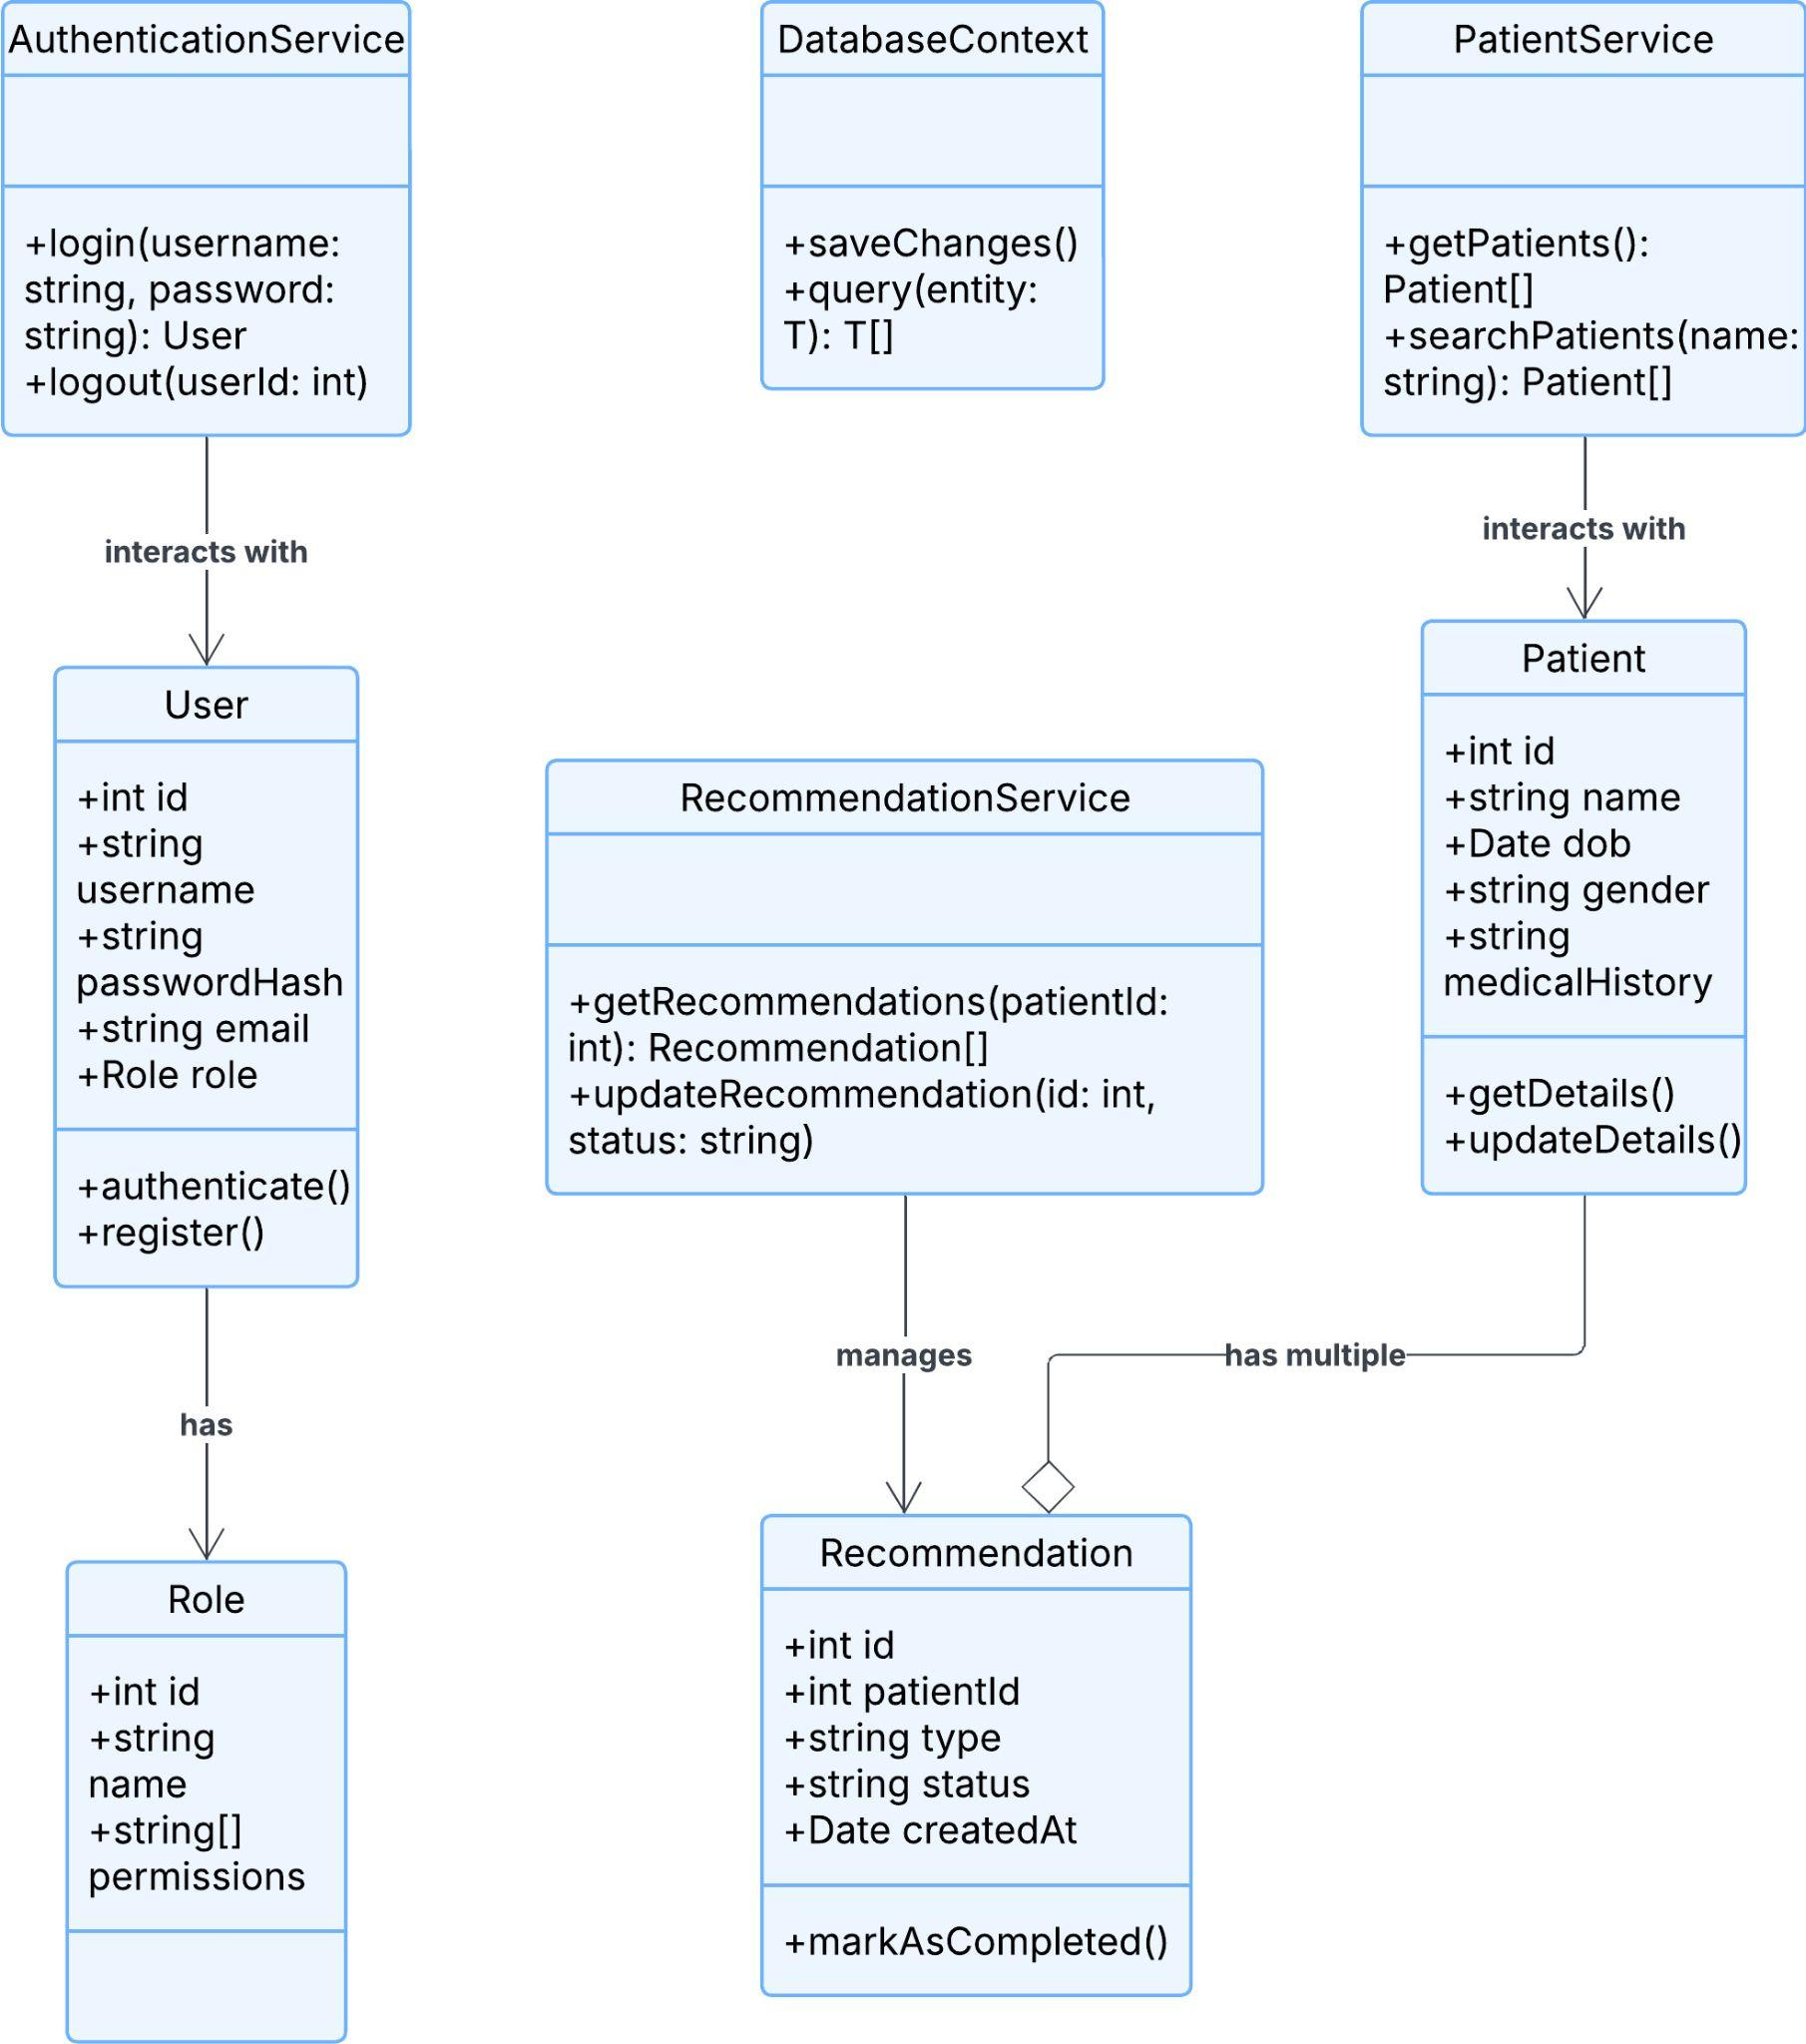 AuthenticationService
+login(username:
string, password:
string): User
+logout(userId: int)
DatabaseContext
+saveChanges()
+query(entity:
T): T[]
PatientService
+getPatients():
Patient[]
+searchPatients(name:
string): Patient[]
interacts with
interacts with
User
+int id
+string
username
+string
passwordHash
+string email
+Role role
+authenticate()
+register()
RecommendationService
+getRecommendations(patientId:
int): Recommendation[]
+updateRecommendation(id: int,
status: string)
Patient
+int id
+string name
+Date dob
+string gender
+string
medicalHistory
+getDetails()
+updateDetails()
has
manages
has multiple
Role
+int id
+string
name
+string[]
permissions
Recommendation
+int id
+int patientId
+string type
+string status
+Date createdAt
+markAsCompleted()